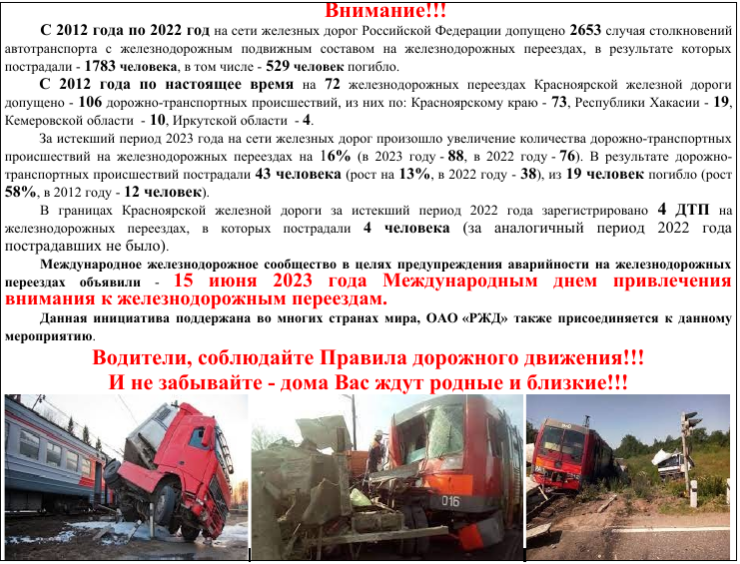 Внимание!!!
С 2012 года по 2022 год на сети железных дорог Российской Федерации допущено 2653 случая столкновений
автотранспорта с железнодорожным подвижным составом на железнодорожных переездах, в результате которых
пострадали - 1783 человека, в том числе - 529 человек погибло.
С 2012 года по настоящее время на 72 железнодорожных переездах Красноярской железной дороги
допущено - 106 дорожно-транспортных происшествий, из них по: Красноярскому краю - 73, Республики Хакасии - 19,
Кемеровской области - 10, Иркутской области - 4.
За истекший период 2023 года на сети железных дорог произошло увеличение количества дорожно-транспортных
происшествий на железнодорожных переездах на 16% (в 2023 году - 88, в 2022 году - 76). В результате дорожно-
транспортных происшествий пострадали 43 человека (рост на 13%, в 2022 году - 38), из 19 человек погибло (рост
58%, в 2012 году - 12 человек).
В границах Красноярской железной дороги за истекший период 2022 года зарегистрировано 4 ДТП на
железнодорожных переездах, в которых пострадали 4 человека (за аналогичный период 2022 года
пострадавших не было).
Международное железнодорожное сообщество в целях предупреждения аварийности на железнодорожных
переездах объявили - 15 июня 2023 года Международным днем привлечения
внимания к железнодорожным переездам.
Данная инициатива поддержана во многих странах мира, ОАО «РЖД» также присоединяется к данному
мероприятию.
Водители, соблюдайте Правила дорожного движения!!!
И не забывайте - дома Вас ждут родные и близкие!!!
016